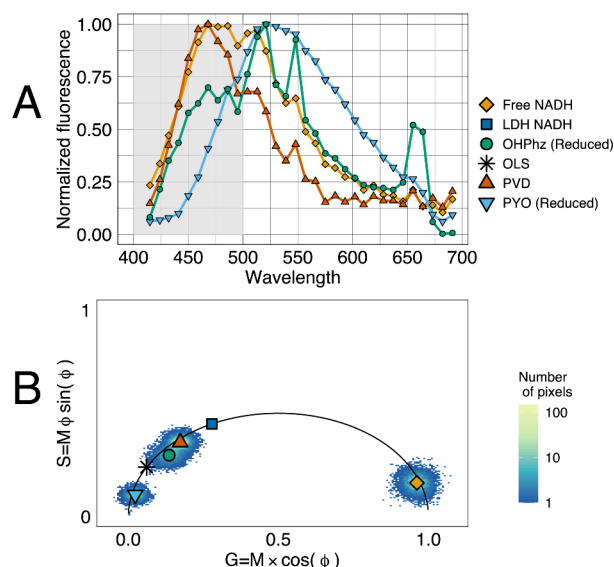 A
Normalized fluorescence
1.00
0.75
0.50
0.25
0.00
400 450 500 550 600 650 700
Wavelength
Free NADH
LDH NADH
OHPhz (Reduced)
OLS
PVD
PYO (Reduced)
B
S=M ϕ sin( ϕ )
1
0
0.0 0.5 1.0
G=M × cos( ϕ )
Number
of pixels
100
10
1